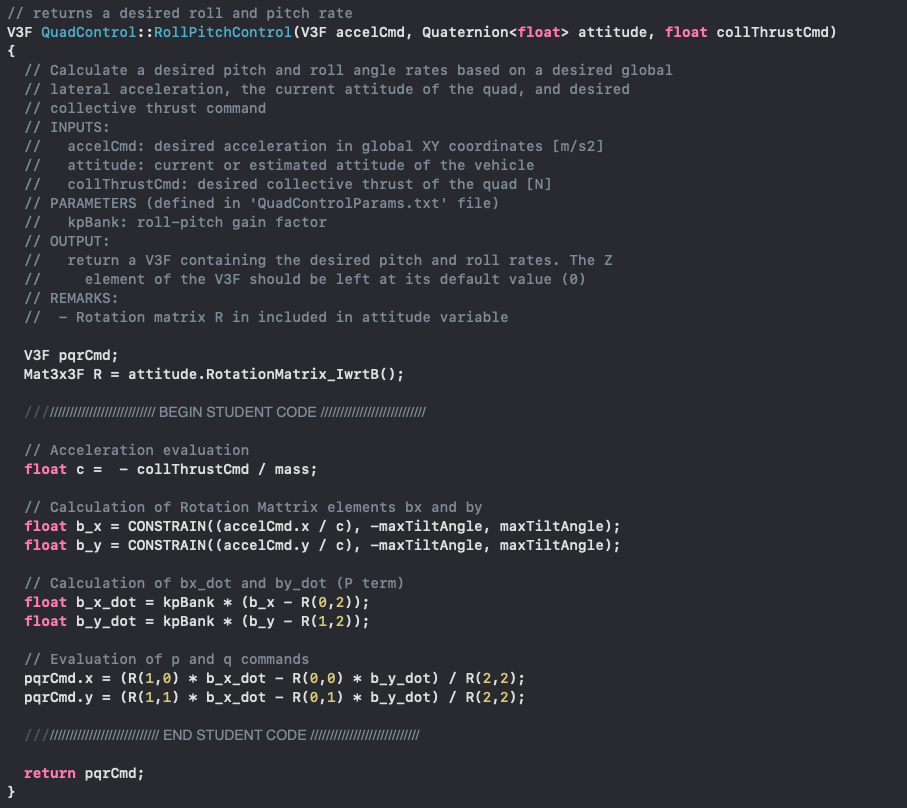 // returns a desired roll and pitch rate
V3F QuadControl::RollPitchControl(V3F accelCmd, Quaternion<float> attitude, float collThrustCmd)
{
  // Calculate a desired pitch and roll angle rates based on a desired global
  // lateral acceleration, the current attitude of the quad, and desired
  // collective thrust command
  // INPUTS:
  //   accelCmd: desired acceleration in global XY coordinates [m/s2]
  //   attitude: current or estimated attitude of the vehicle
  //   collThrustCmd: desired collective thrust of the quad [N]
  // PARAMETERS (defined in 'QuadControlParams.txt' file)
  //   kpBank: roll-pitch gain factor
  // OUTPUT:
  //   return a V3F containing the desired pitch and roll rates. The Z
  //     element of the V3F should be left at its default value (0)
  // REMARKS:
  //  - Rotation matrix R in included in attitude variable

  V3F pqrCmd;
  Mat3x3F R = attitude.RotationMatrix_IwrtB();

  ///////////////////////////// BEGIN STUDENT CODE ///////////////////////////

  // Acceleration evaluation
  float c =  - collThrustCmd / mass;

  // Calculation of Rotation Mattrix elements bx and by
  float b_x = CONSTRAIN((accelCmd.x / c), -maxTiltAngle, maxTiltAngle);
  float b_y = CONSTRAIN((accelCmd.y / c), -maxTiltAngle, maxTiltAngle);

  // Calculation of bx_dot and by_dot (P term)
  float b_x_dot = kpBank * (b_x - R(0,2));
  float b_y_dot = kpBank * (b_y - R(1,2));

  // Evaluation of p and q commands
  pqrCmd.x = (R(1,0) * b_x_dot - R(0,0) * b_y_dot) / R(2,2);
  pqrCmd.y = (R(1,1) * b_x_dot - R(0,1) * b_y_dot) / R(2,2);

  ////////////////////////////// END STUDENT CODE ////////////////////////////

  return pqrCmd;
}